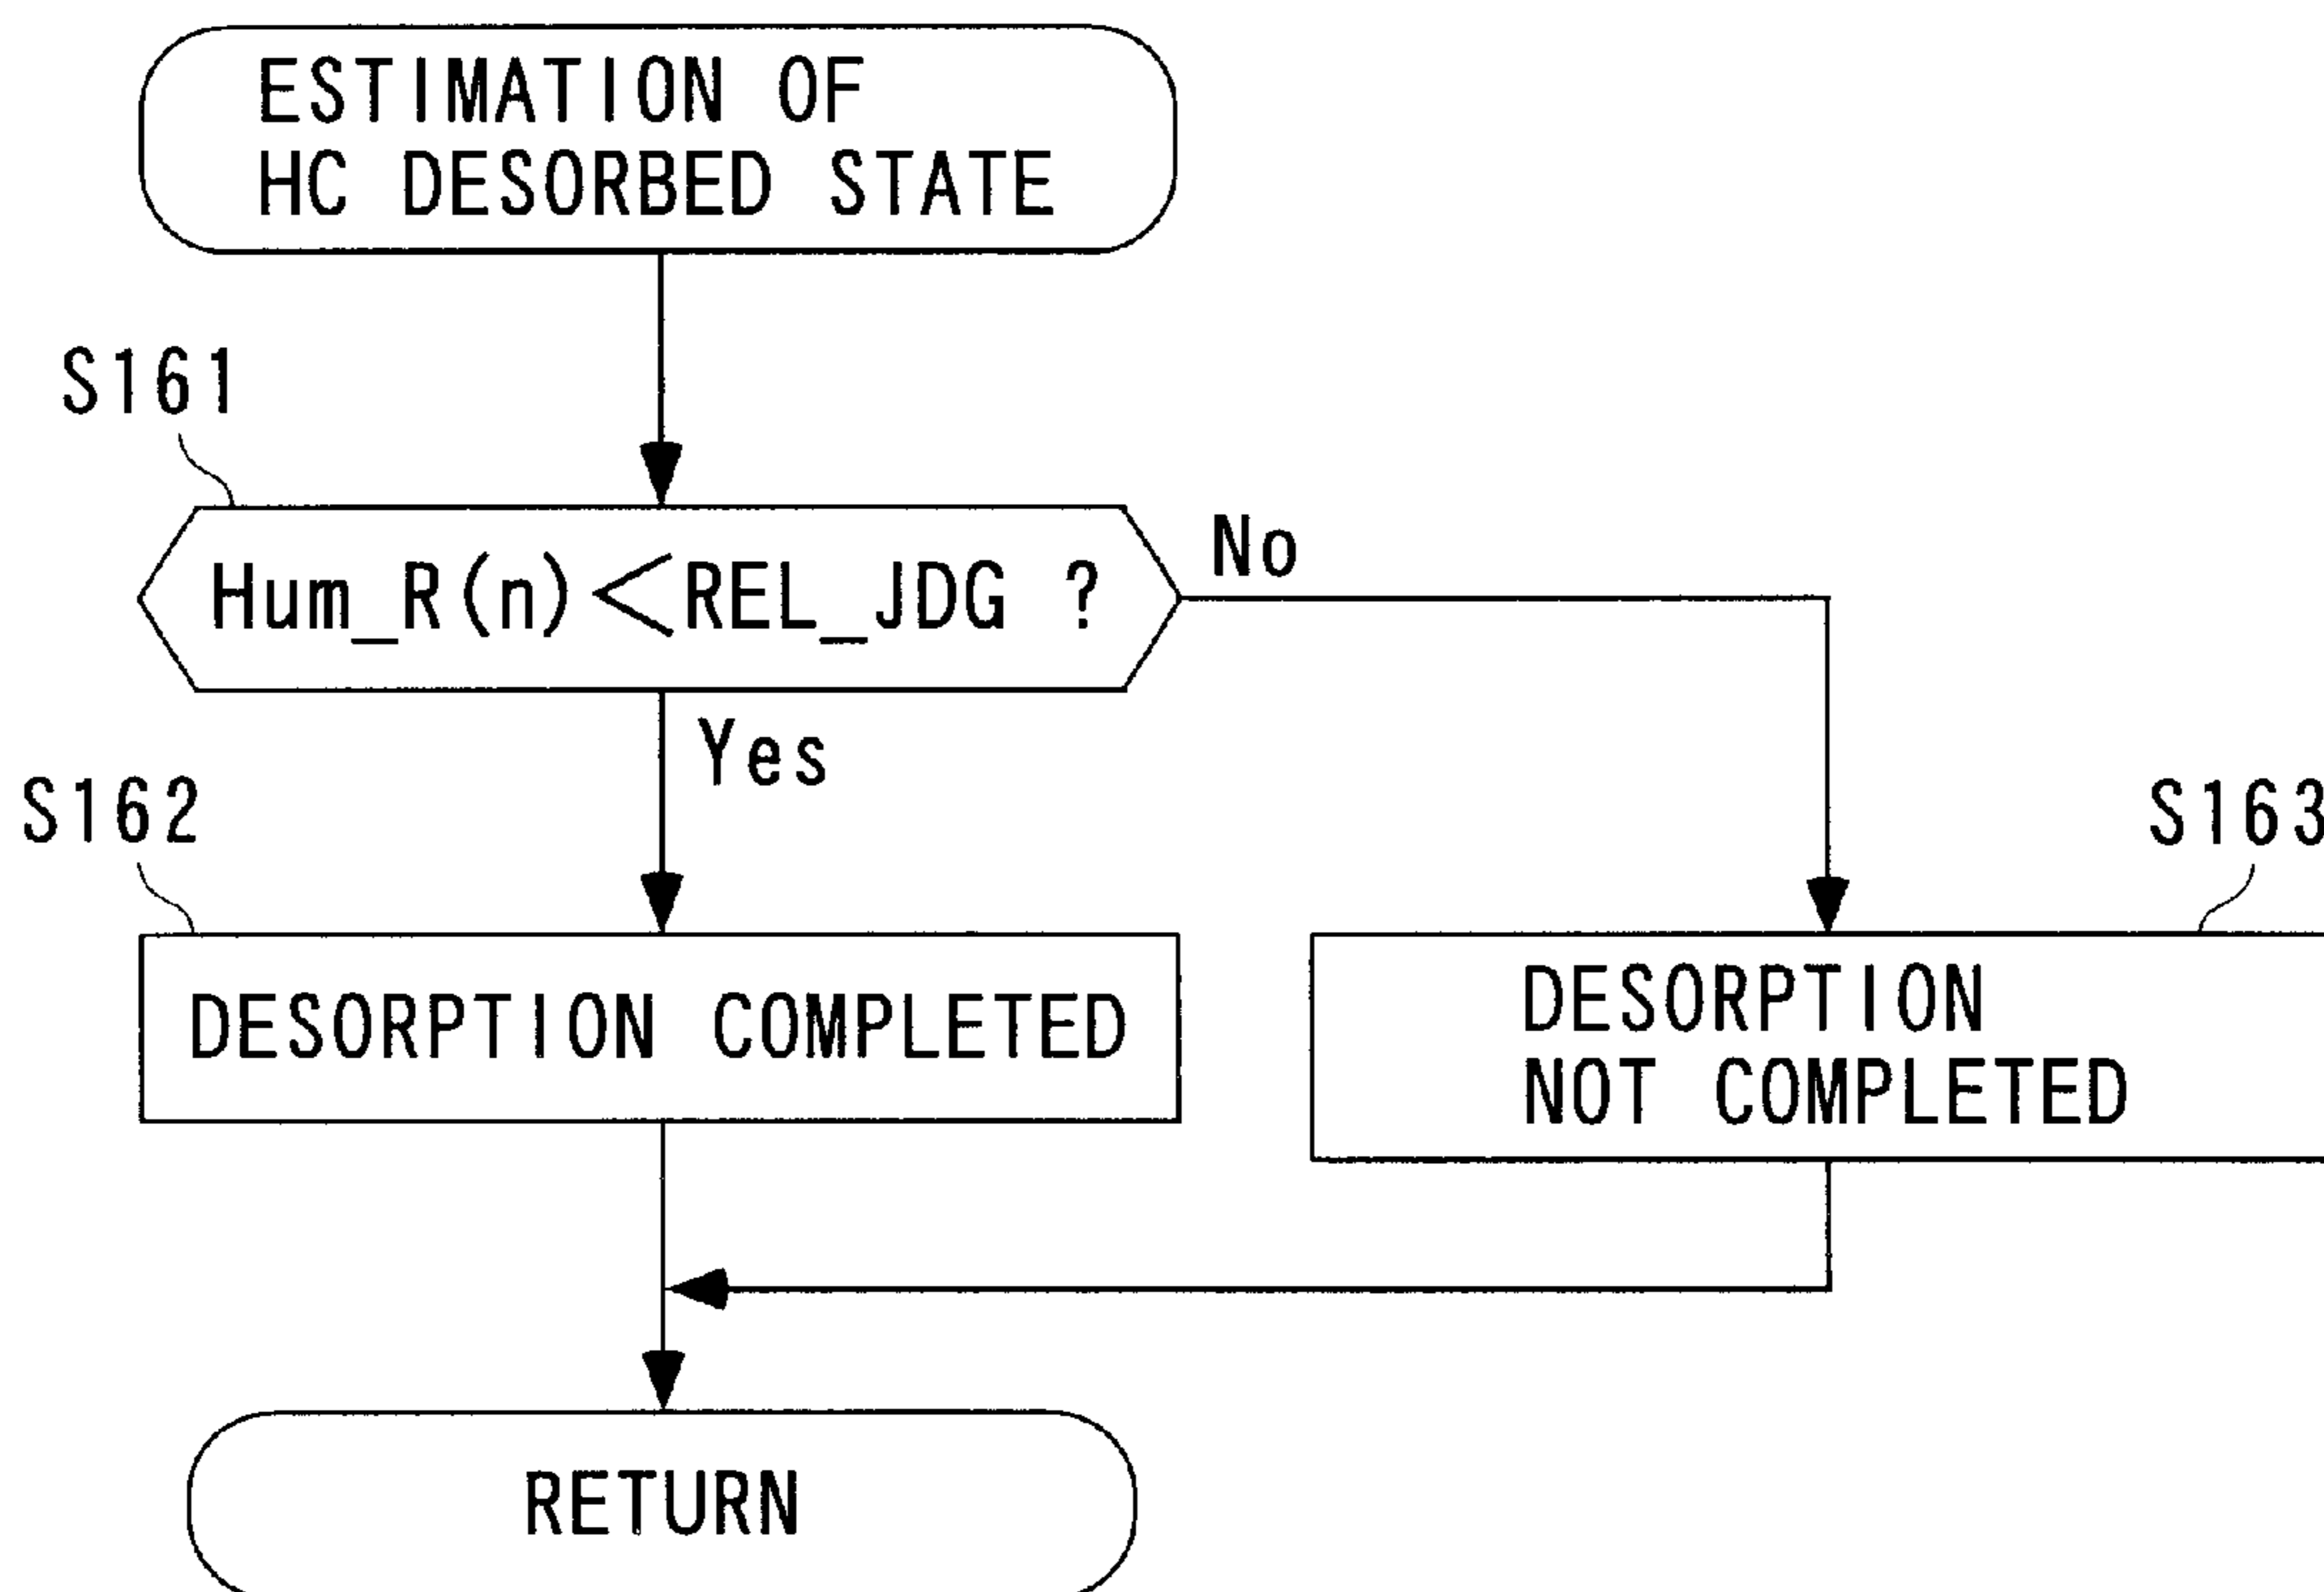 ESTIMATION OF
HC DESORBED STATE
S161
Hum_R(n)<REL_JDG ?
No
Yes
S162
S163
DESORPTION COMPLETED
DESORPTION
NOT COMPLETED
RETURN